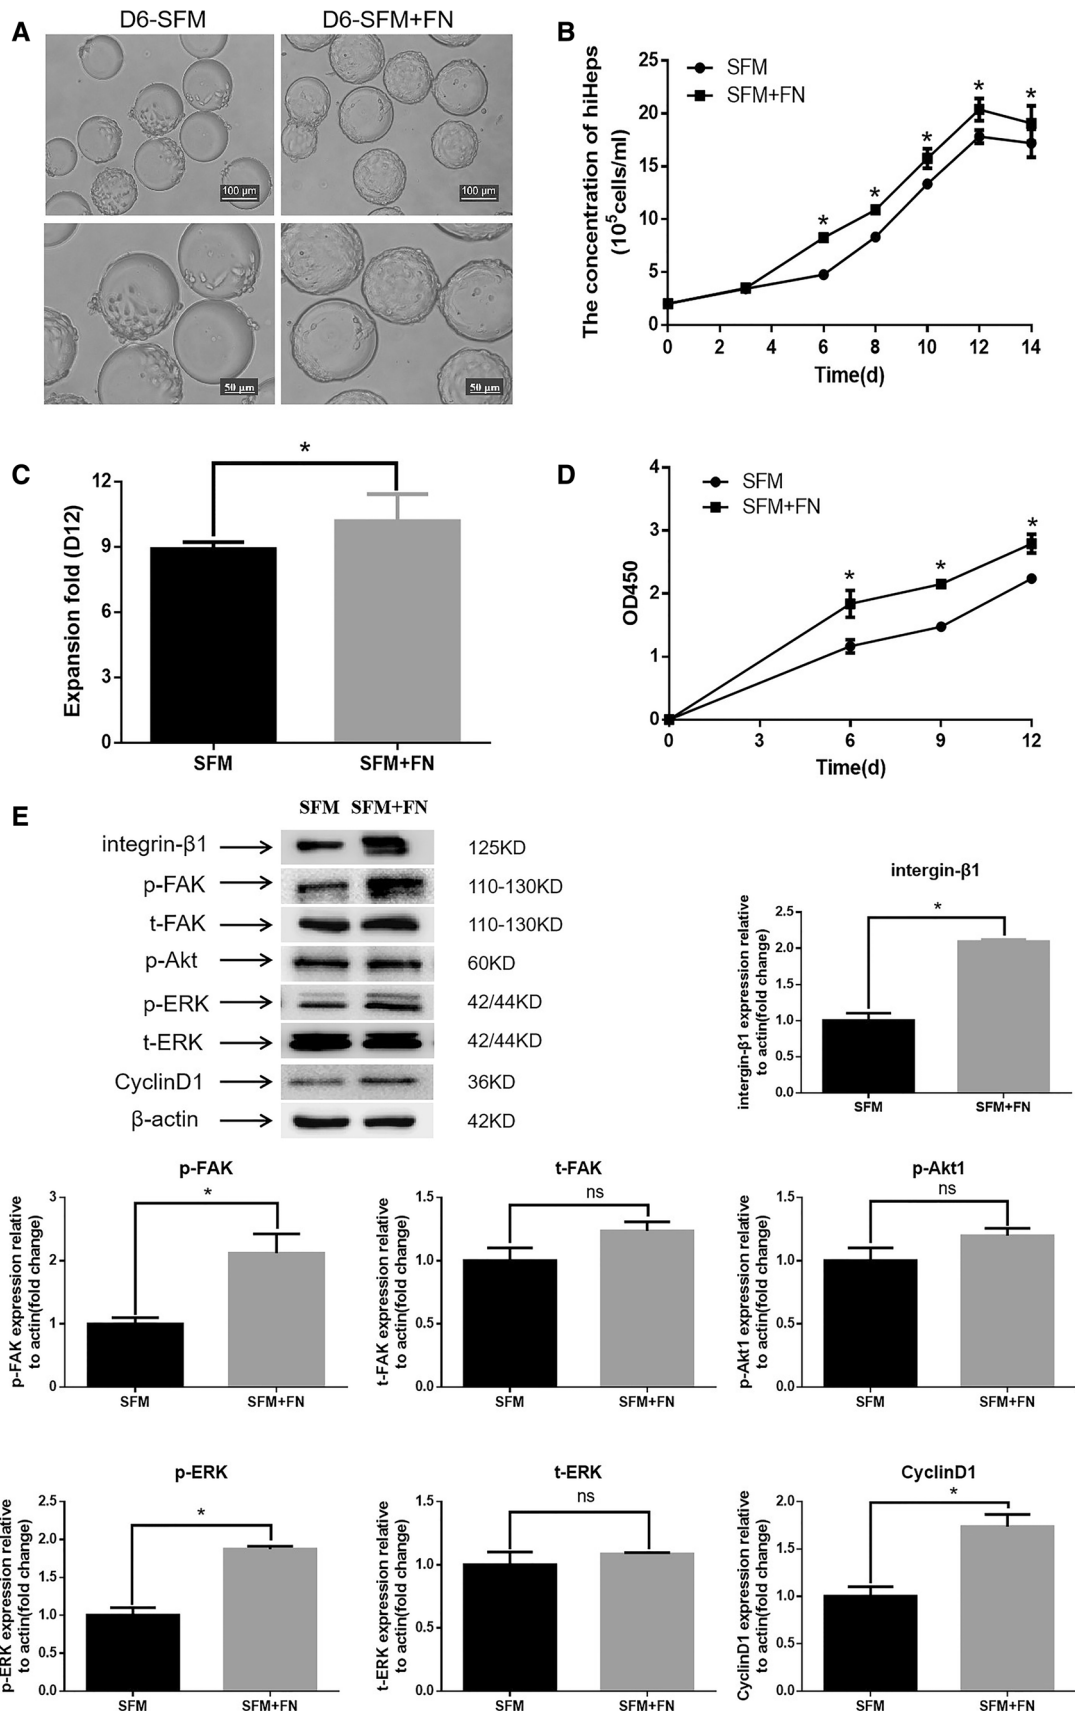 A
D6-SFM
D6-SFM+FN
100 µm
100 µm
50 µm
50 µm
B
The concentration of hiHeps
(10⁵cells/ml)
25
20
15
10
5
0
SFM
SFM+FN
* * * * *
0 2 4 6 8 10 12 14
Time(d)
C
Expansion fold (D12)
12
9
6
3
0
*
SFM
SFM+FN
D
OD450
4
3
2
1
0
SFM
SFM+FN
* * *
0 3 6 9 12
Time(d)
E
SFM SFM+FN
integrin-β1 125KD
p-FAK 110-130KD
t-FAK 110-130KD
p-Akt 60KD
p-ERK 42/44KD
t-ERK 42/44KD
CyclinD1 36KD
β-actin 42KD
intergin-β1
intergin-β1 expression relative
to actin(fold change)
2.5
2.0
1.5
1.0
0.5
0.0
*
SFM
SFM+FN
p-FAK
p-FAK expression relative
to actin(fold change)
3
2
1
0
*
SFM
SFM+FN
t-FAK
t-FAK expression relative
to actin(fold change)
1.5
1.0
0.5
0.0
ns
SFM
SFM+FN
p-Akt1
p-Akt1 expression relative
to actin(fold change)
1.5
1.0
0.5
0.0
ns
SFM
SFM+FN
p-ERK
p-ERK expression relative
to actin(fold change)
2.5
2.0
1.5
1.0
0.5
0.0
*
SFM
SFM+FN
t-ERK
t-ERK expression relative
to actin(fold change)
1.5
1.0
0.5
0.0
ns
SFM
SFM+FN
CyclinD1
CyclinD1 expression relative
to actin(fold change)
2.0
1.5
1.0
0.5
0.0
*
SFM
SFM+FN